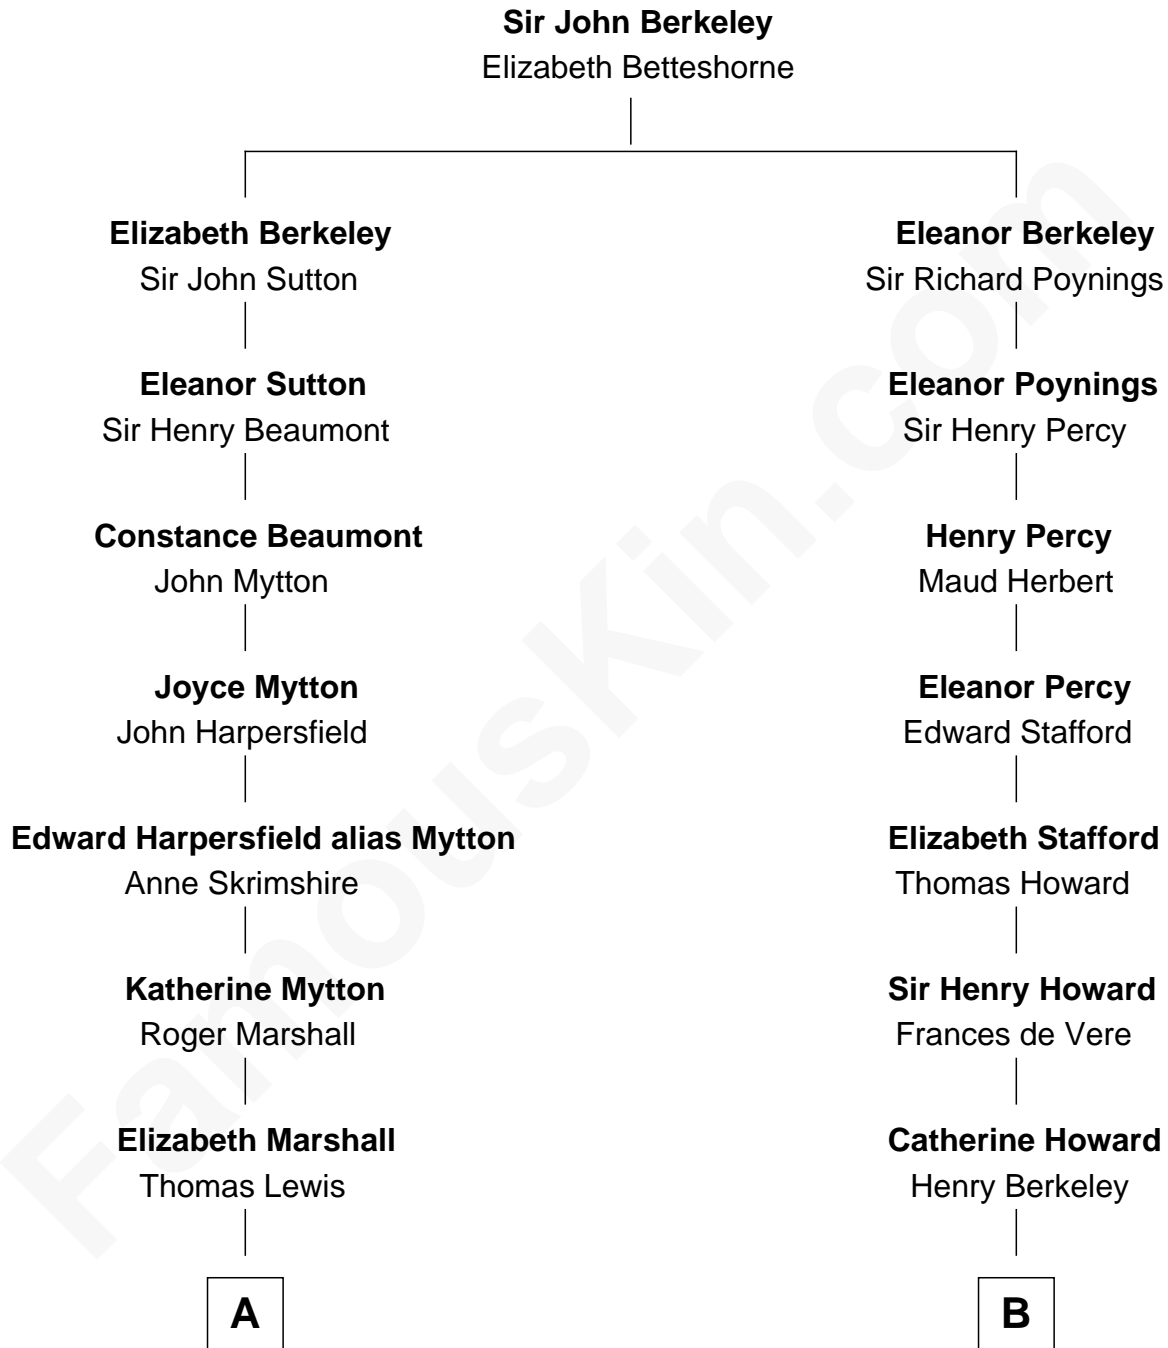 Sir John Berkeley
Elizabeth Betteshorne
Elizabeth Berkeley
Sir John Sutton
Eleanor Sutton
Sir Henry Beaumont
Constance Beaumont
John Mytton
Joyce Mytton
John Harpersfield
Edward Harpersfield alias Mytton
Anne Skrimshire
Katherine Mytton
Roger Marshall
Elizabeth Marshall
Thomas Lewis
A
Eleanor Berkeley
Sir Richard Poynings
Eleanor Poynings
Sir Henry Percy
Henry Percy
Maud Herbert
Eleanor Percy
Edward Stafford
Elizabeth Stafford
Thomas Howard
Sir Henry Howard
Frances de Vere
Catherine Howard
Henry Berkeley
B
FamousKin.com